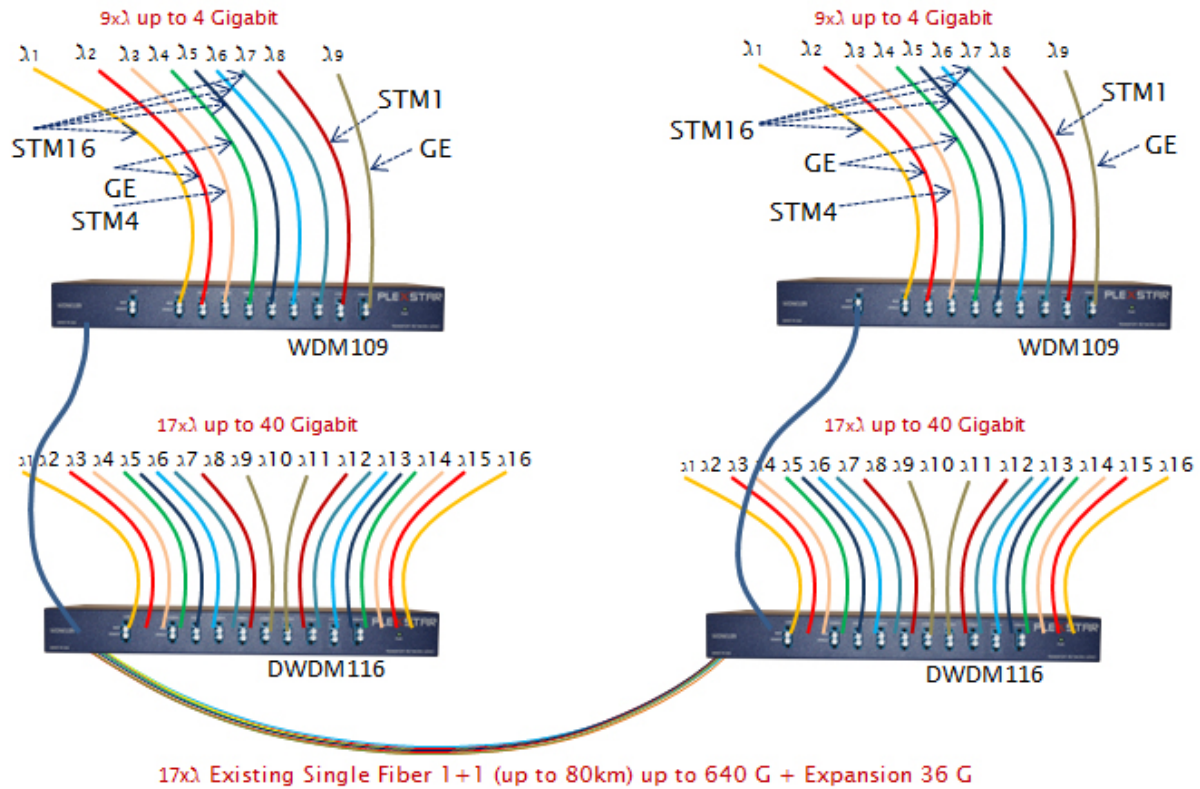 9xλ up to 4 Gigabit
λ1 λ2 λ3 λ4 λ5 λ6 λ7 λ8 λ9
STM1
STM16
GE
GE
STM4
PLEXSTAR
WDM109
9xλ up to 4 Gigabit
λ1 λ2 λ3 λ4 λ5 λ6 λ7 λ8 λ9
STM1
STM16
GE
GE
STM4
PLEXSTAR
WDM109
17xλ up to 40 Gigabit
λ1 λ2 λ3 λ4 λ5 λ6 λ7 λ8 λ9 λ10 λ11 λ12 λ13 λ14 λ15 λ16
PLEXSTAR
DWDM116
17xλ up to 40 Gigabit
λ1 λ2 λ3 λ4 λ5 λ6 λ7 λ8 λ9 λ10 λ11 λ12 λ13 λ14 λ15 λ16
PLEXSTAR
DWDM116
17xλ Existing Single Fiber 1+1 (up to 80km) up to 640 G + Expansion 36 G